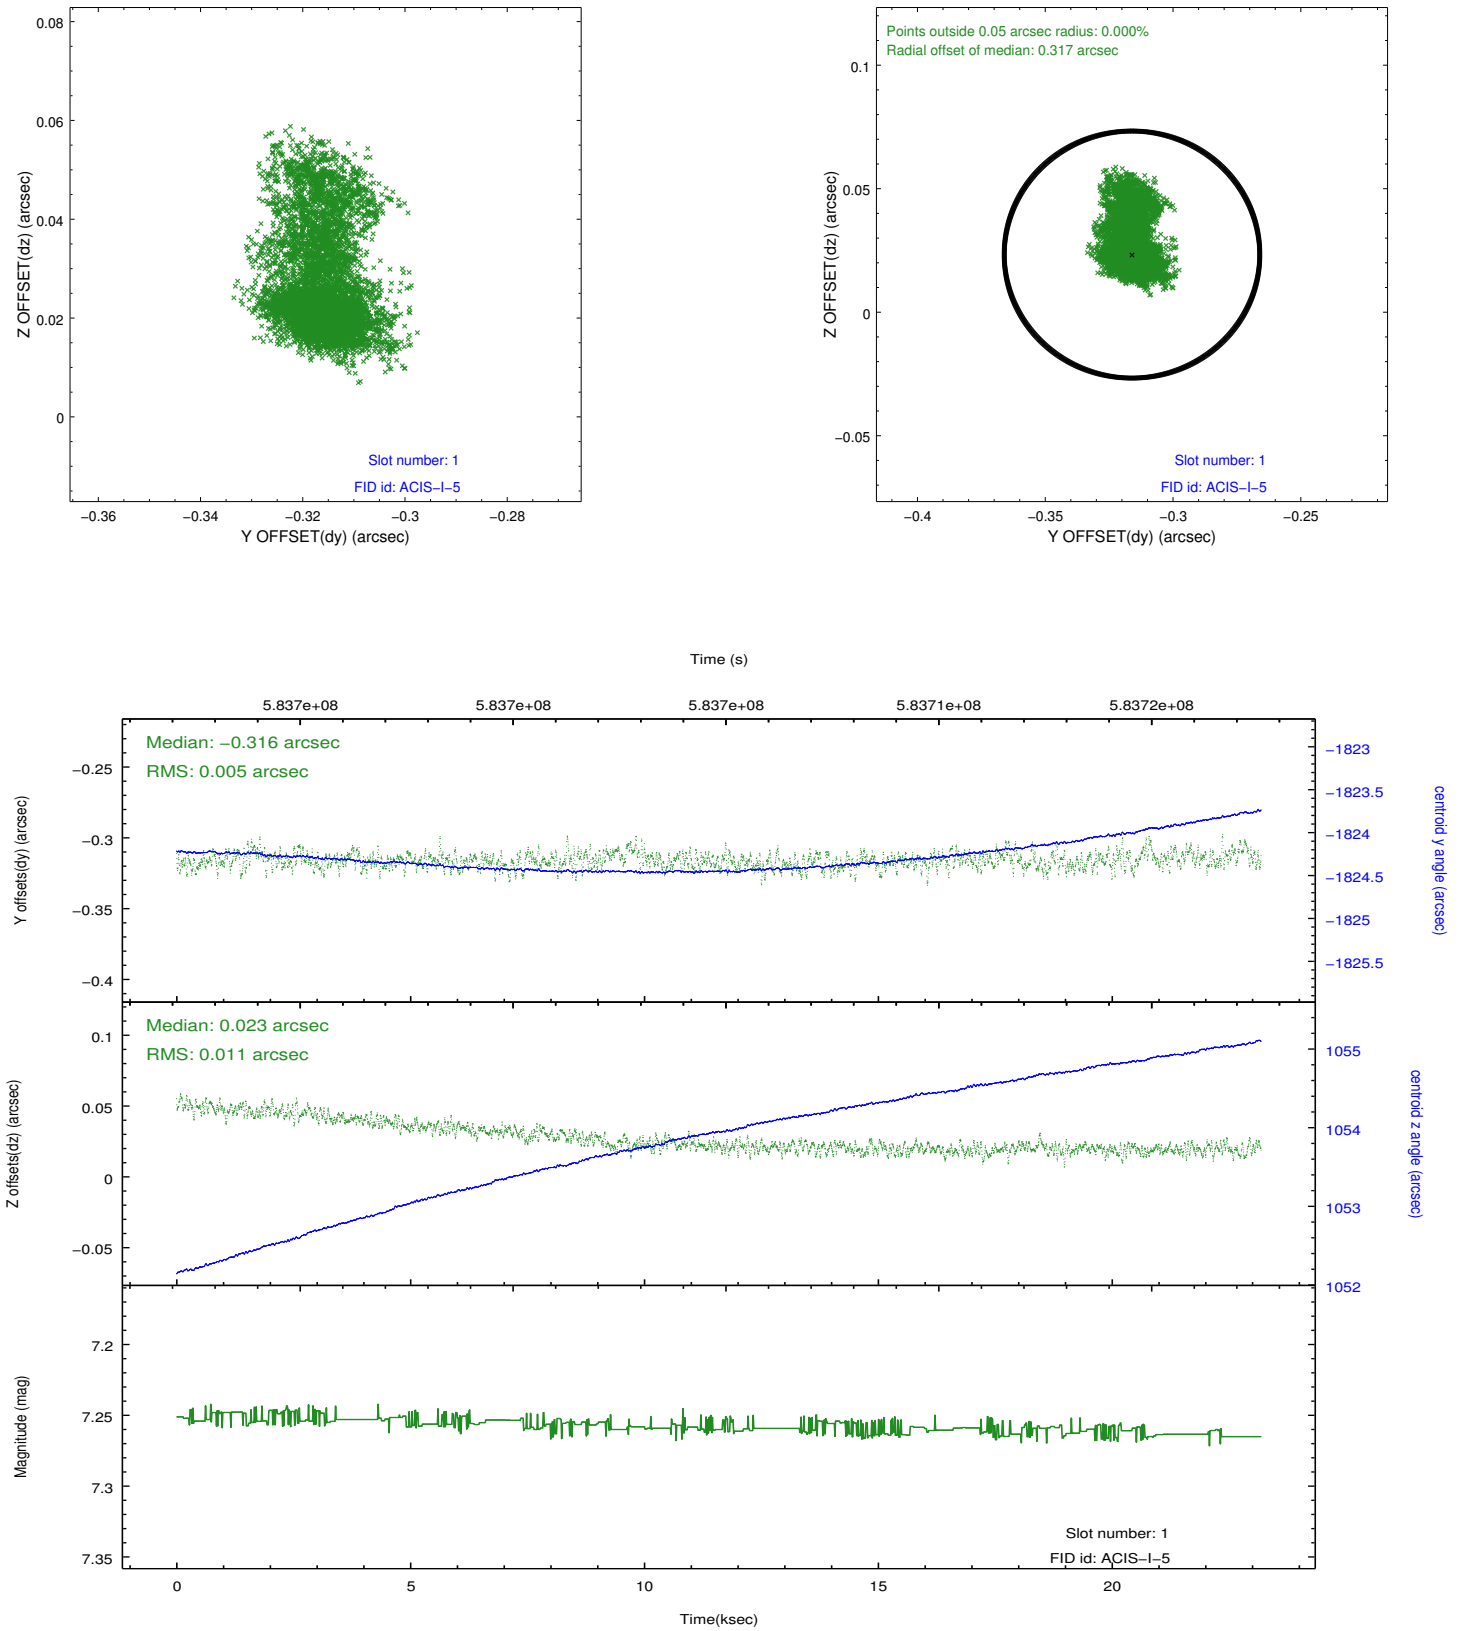 0.08
0.06
0.04
0.02
0
Z OFFSET(dz) (arcsec)
Slot number: 1
FID id: ACIS−I−5
−0.36
−0.34
−0.32
−0.3
−0.28
Y OFFSET(dy) (arcsec)
Points outside 0.05 arcsec radius: 0.000%
Radial offset of median: 0.317 arcsec
0.1
0.05
0
−0.05
Z OFFSET(dz) (arcsec)
Slot number: 1
FID id: ACIS−I−5
−0.4
−0.35
−0.3
−0.25
Y OFFSET(dy) (arcsec)
Time (s)
5.837e+08
5.837e+08
5.837e+08
5.8371e+08
5.8372e+08
Median: −0.316 arcsec
RMS: 0.005 arcsec
−0.25
−0.3
−0.35
−0.4
Y offsets(dy) (arcsec)
−1823
−1823.5
−1824
−1824.5
−1825
−1825.5
centroid y angle (arcsec)
Median: 0.023 arcsec
RMS: 0.011 arcsec
0.1
0.05
0
−0.05
Z offsets(dz) (arcsec)
1055
1054
1053
1052
centroid z angle (arcsec)
7.2
7.25
7.3
7.35
Magnitude (mag)
Slot number: 1
FID id: ACIS−I−5
0
5
10
15
20
Time(ksec)